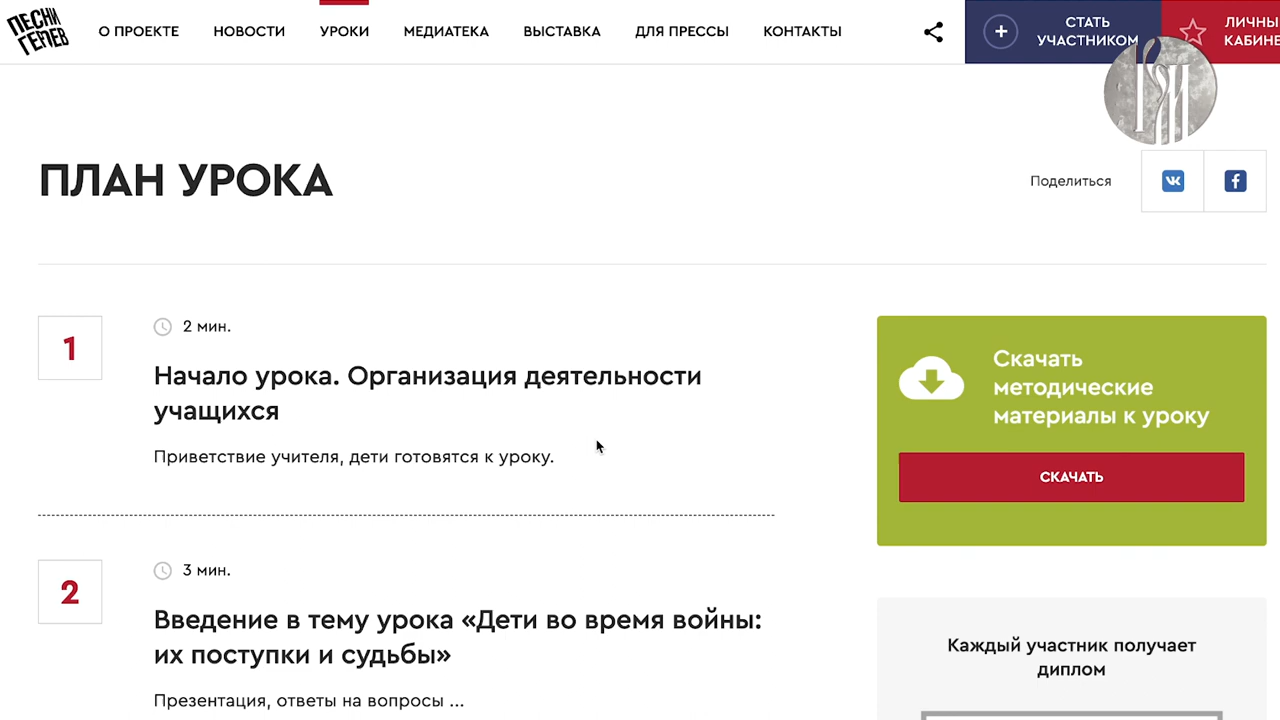 ПЕСНИ
ГЕРОЕВ
О ПРОЕКТЕ
НОВОСТИ
УРОКИ
МЕДИАТЕКА
ВЫСТАВКА
ДЛЯ ПРЕССЫ
КОНТАКТЫ
СТАТЬ
УЧАСТНИКОМ
ЛИЧНЫ
КАБИНЕ
ПЛАН УРОКА
Поделиться
1
2 мин.
Начало урока. Организация деятельности
учащихся
Приветствие учителя, дети готовятся к уроку.
Скачать
методические
материалы к уроку
СКАЧАТЬ
2
3 мин.
Введение в тему урока «Дети во время войны:
их поступки и судьбы»
Презентация, ответы на вопросы ...
Каждый участник получает
диплом